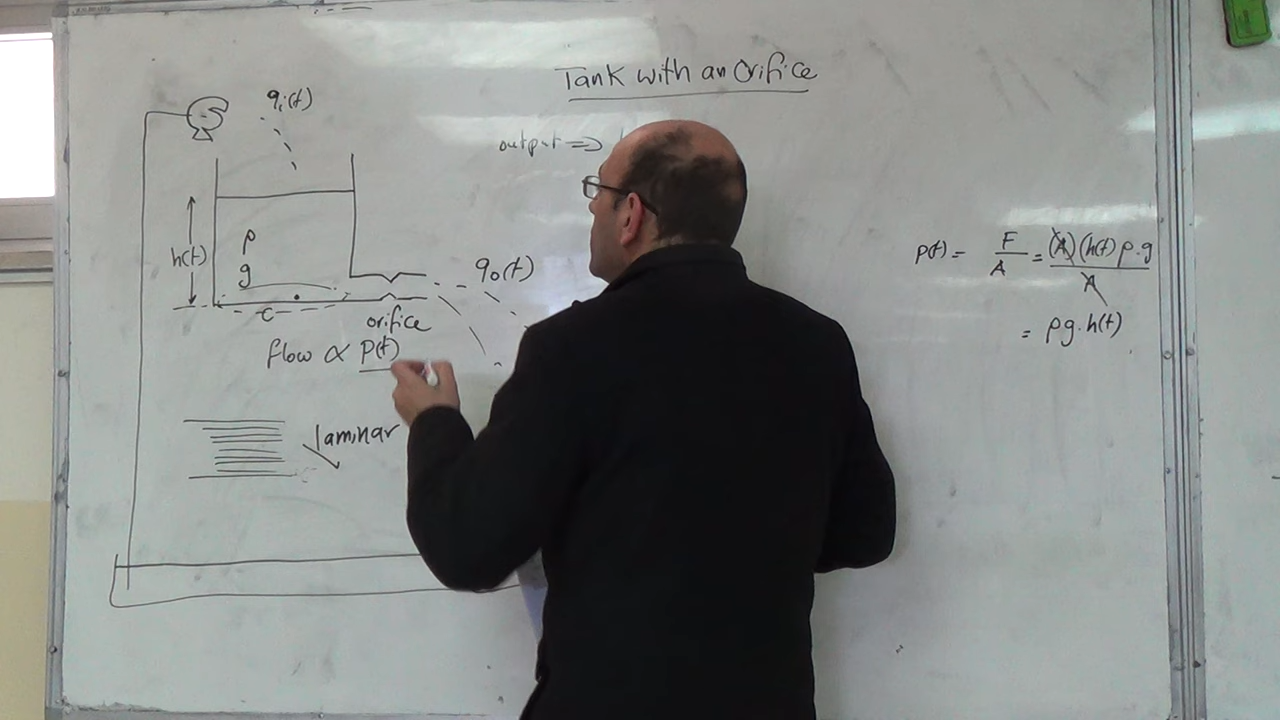 Tank with an Orifice
qi(t)
output ⇒
h(t)
ρ
g
c
qo(t)
orifice
flow ∝ P(t)
laminar
P(t) = F/A = (A)(h(t)ρ.g/A
= ρg.h(t)